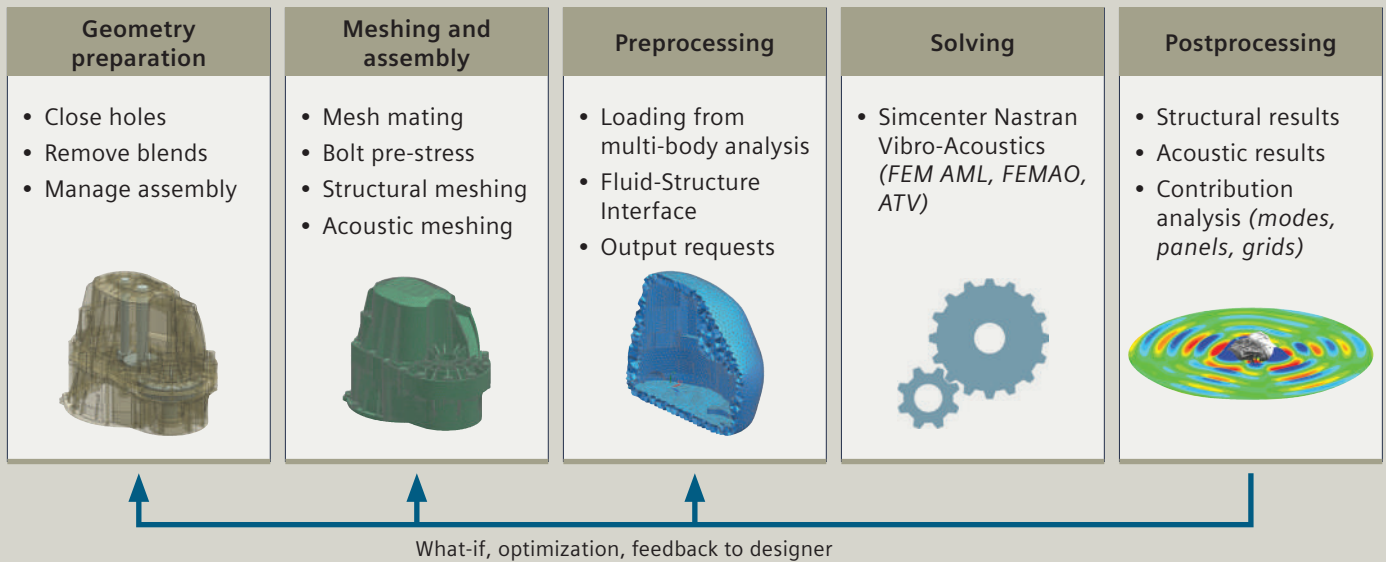 Geometry
preparation
• Close holes
• Remove blends
• Manage assembly
Meshing and
assembly
• Mesh mating
• Bolt pre-stress
• Structural meshing
• Acoustic meshing
Preprocessing
• Loading from
multi-body analysis
• Fluid-Structure
Interface
• Output requests
Solving
• Simcenter Nastran
Vibro-Acoustics
(FEM AML, FEMAO,
ATV)
Postprocessing
• Structural results
• Acoustic results
• Contribution
analysis (modes,
panels, grids)
What-if, optimization, feedback to designer